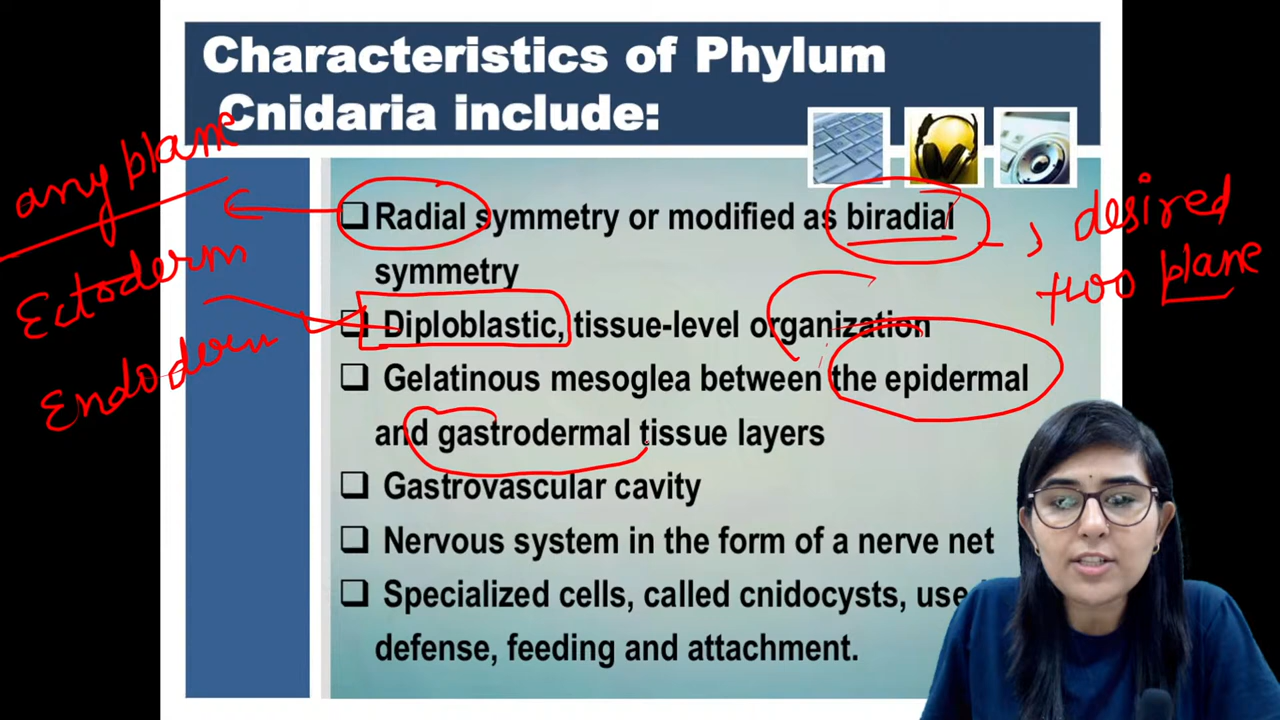 Characteristics of Phylum
Cnidaria include:
any plane
❑ Radial symmetry or modified as biradial
symmetry
desired
two plane
Ectoderm
Endoderm
❑ Diploblastic, tissue-level organization
❑ Gelatinous mesoglea between the epidermal
and gastrodermal tissue layers
❑ Gastrovascular cavity
❑ Nervous system in the form of a nerve net
❑ Specialized cells, called cnidocysts, use
defense, feeding and attachment.